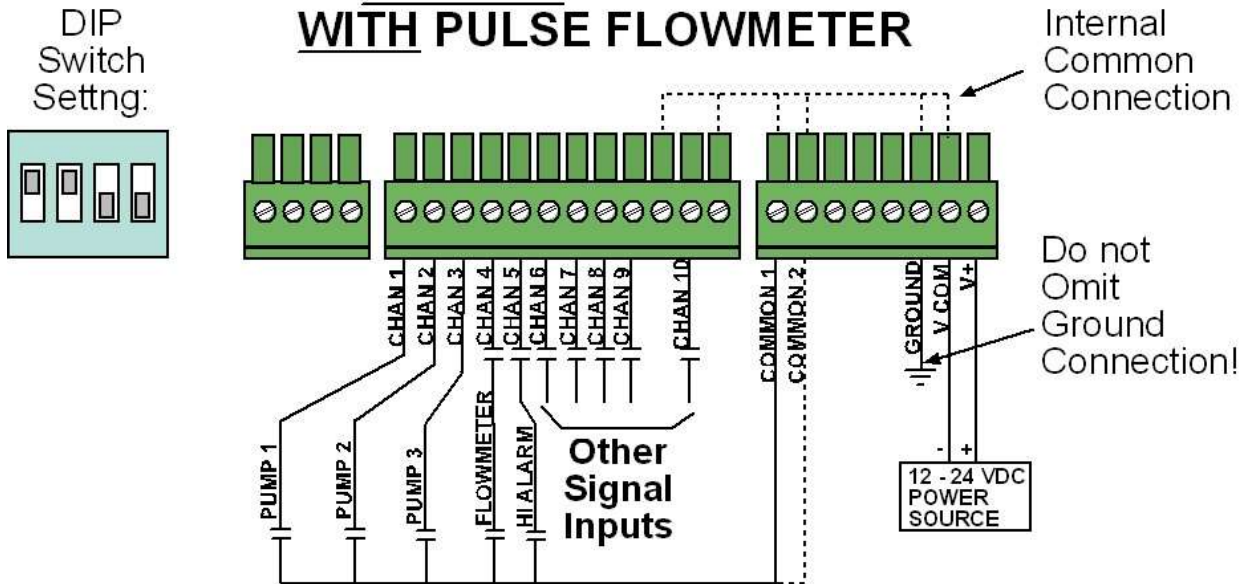 DIP
Switch
Settng:
WITH PULSE FLOWMETER
Internal
Common
Connection
CHAN 1
CHAN 2
CHAN 3
CHAN 4
CHAN 5
CHAN 6
CHAN 7
CHAN 8
CHAN 9
CHAN 10
COMMON 1
COMMON 2
GROUND
V COM
V+
Do not
Omit
Ground
Connection!
PUMP 1
PUMP 2
PUMP 3
FLOWMETER
HI ALARM
Other
Signal
Inputs
- +
12 - 24 VDC
POWER
SOURCE